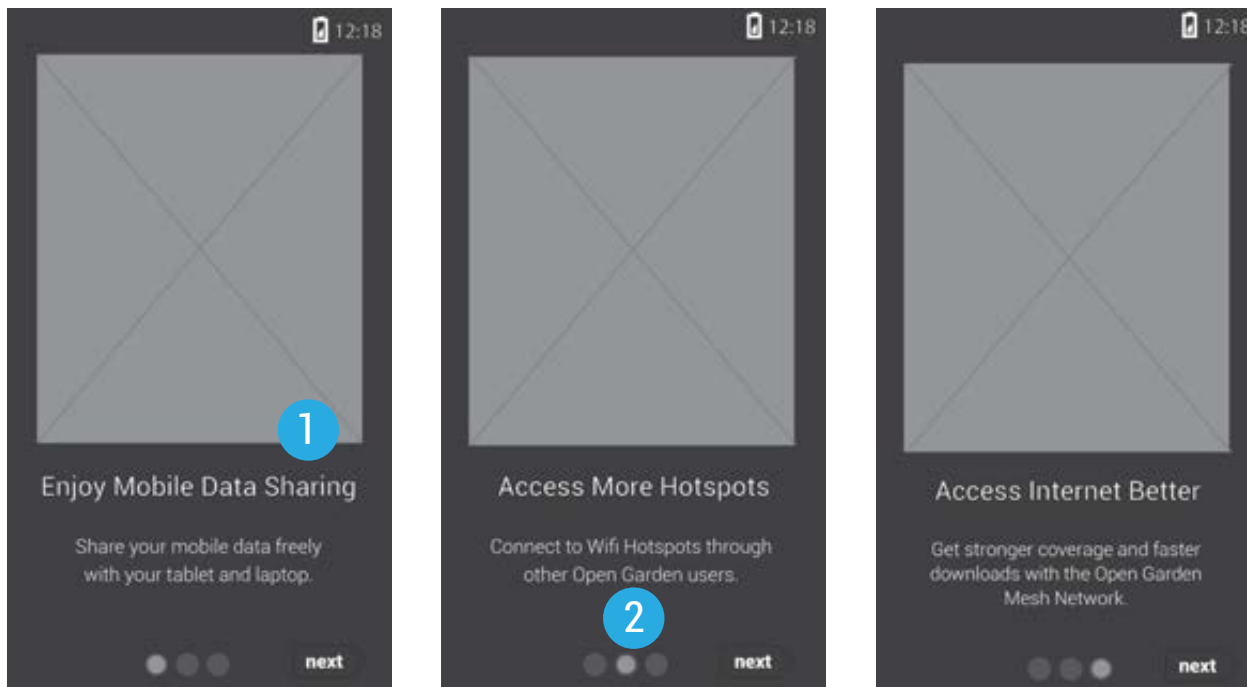 12:18
1
Enjoy Mobile Data Sharing
Share your mobile data freely
with your tablet and laptop.
next
12:18
Access More Hotspots
Connect to Wifi Hotspots through
other Open Garden users.
2
next
12:18
Access Internet Better
Get stronger coverage and faster
downloads with the Open Garden
Mesh Network.
next